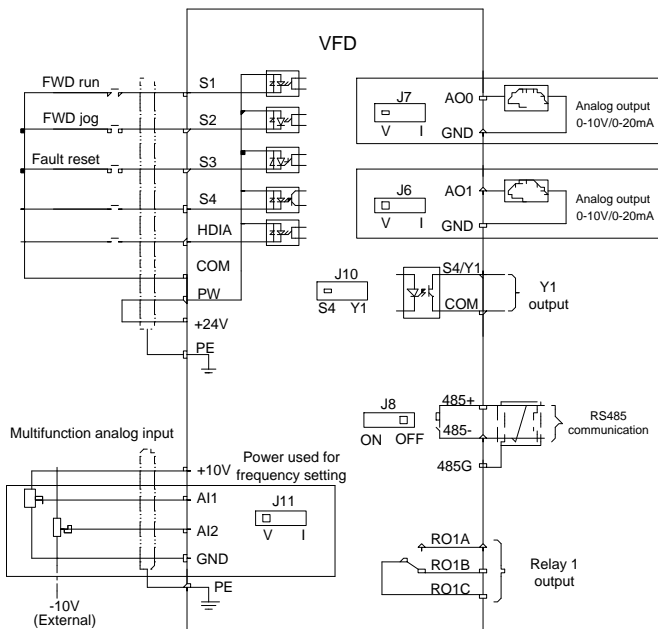 VFD
FWD run
S1
FWD jog
S2
Fault reset
S3
S4
HDIA
COM
PW
+24V
PE
J7
V I
AO0
GND
Analog output
0-10V/0-20mA
J6
V I
AO1
GND
Analog output
0-10V/0-20mA
J10
S4 Y1
S4/Y1
COM
Y1
output
J8
ON OFF
485+
485-
485G
RS485
communication
Multifunction analog input
Power used for
frequency setting
+10V
AI1
AI2
GND
J11
V I
PE
-10V
(External)
RO1A
RO1B
RO1C
Relay 1
output